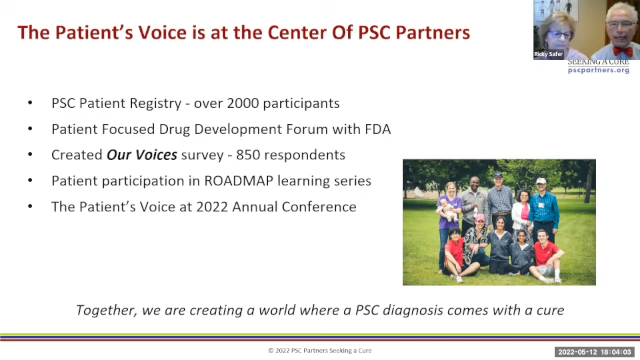 The Patient's Voice is at the Center Of PSC Partners
Ricky Safer
SEEKING A CURE
pscpartners.org
• PSC Patient Registry - over 2000 participants
• Patient Focused Drug Development Forum with FDA
• Created Our Voices survey - 850 respondents
• Patient participation in ROADMAP learning series
• The Patient's Voice at 2022 Annual Conference
Together, we are creating a world where a PSC diagnosis comes with a cure
© 2022 PSC Partners Seeking a Cure
2022-05-12 18:04:03